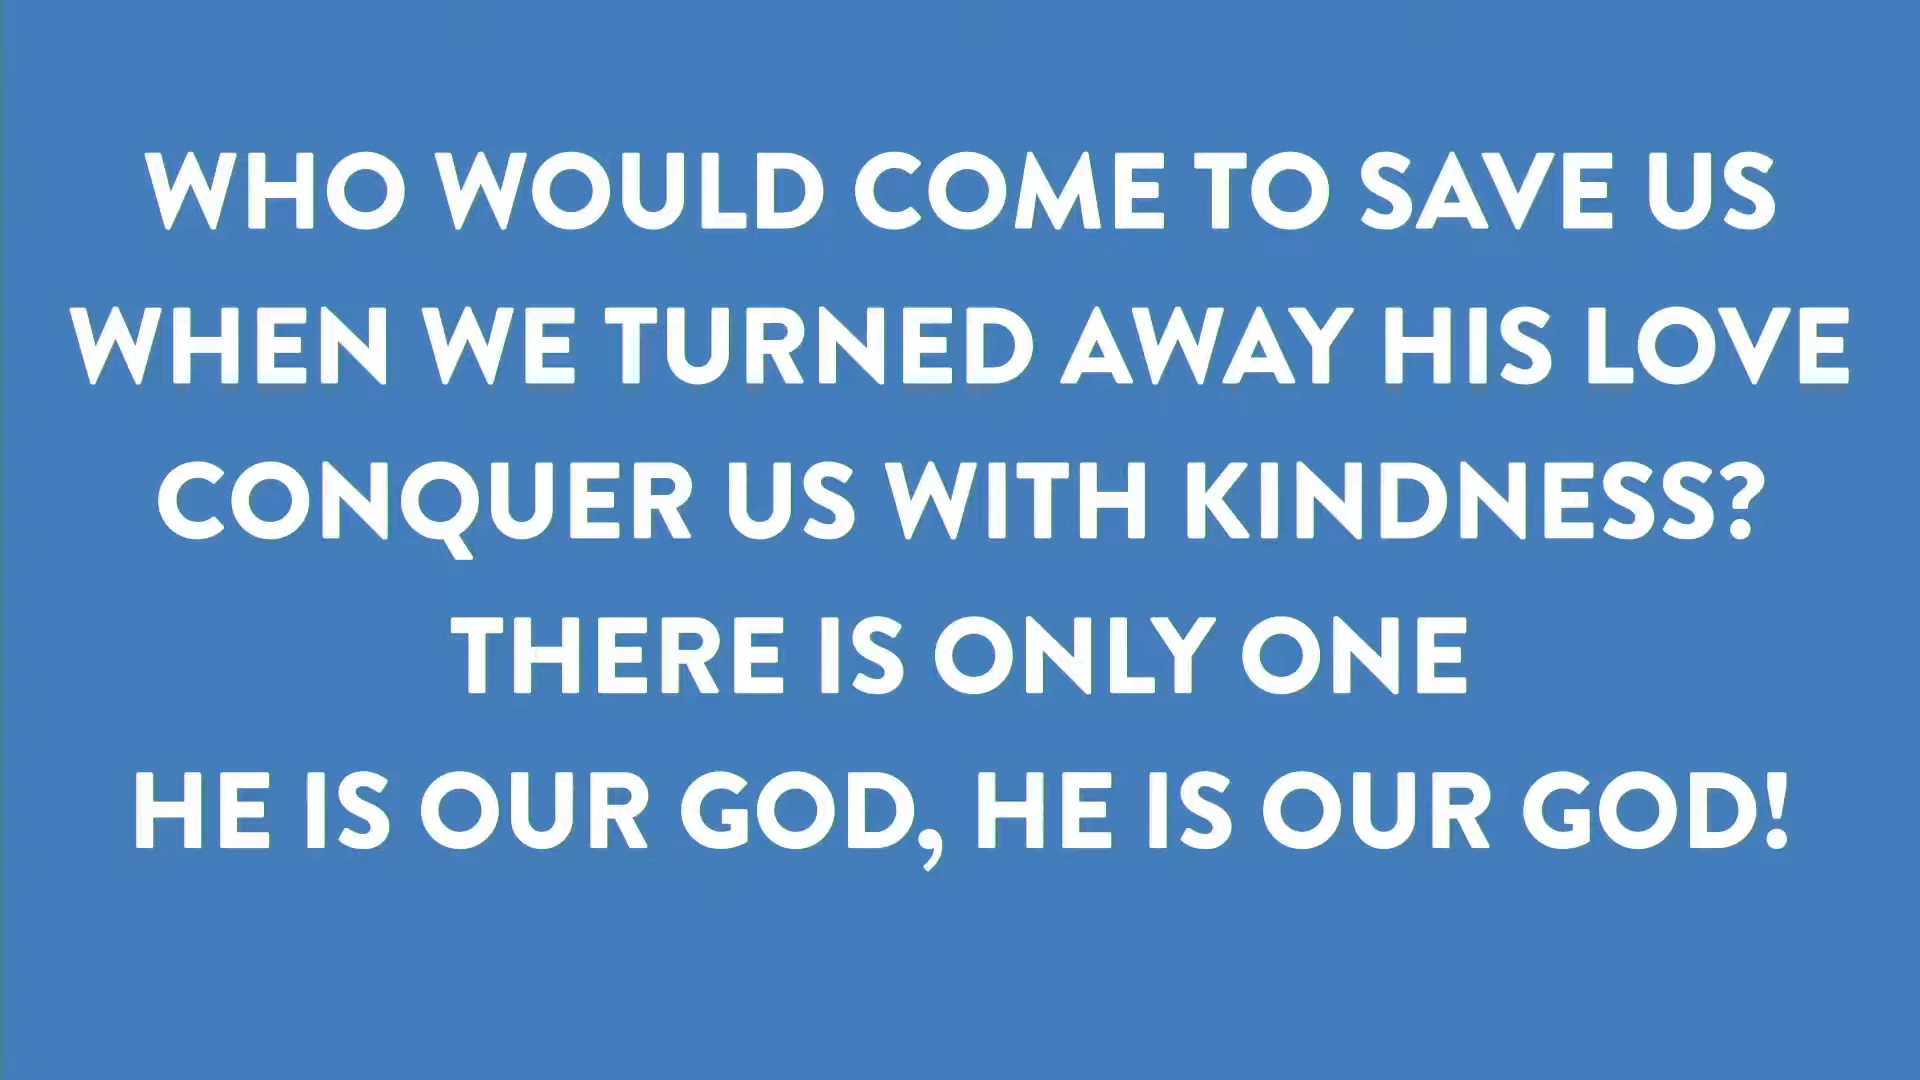 WHO WOULD COME TO SAVE US
WHEN WE TURNED AWAY HIS LOVE
CONQUER US WITH KINDNESS?
THERE IS ONLY ONE
HE IS OUR GOD, HE IS OUR GOD!